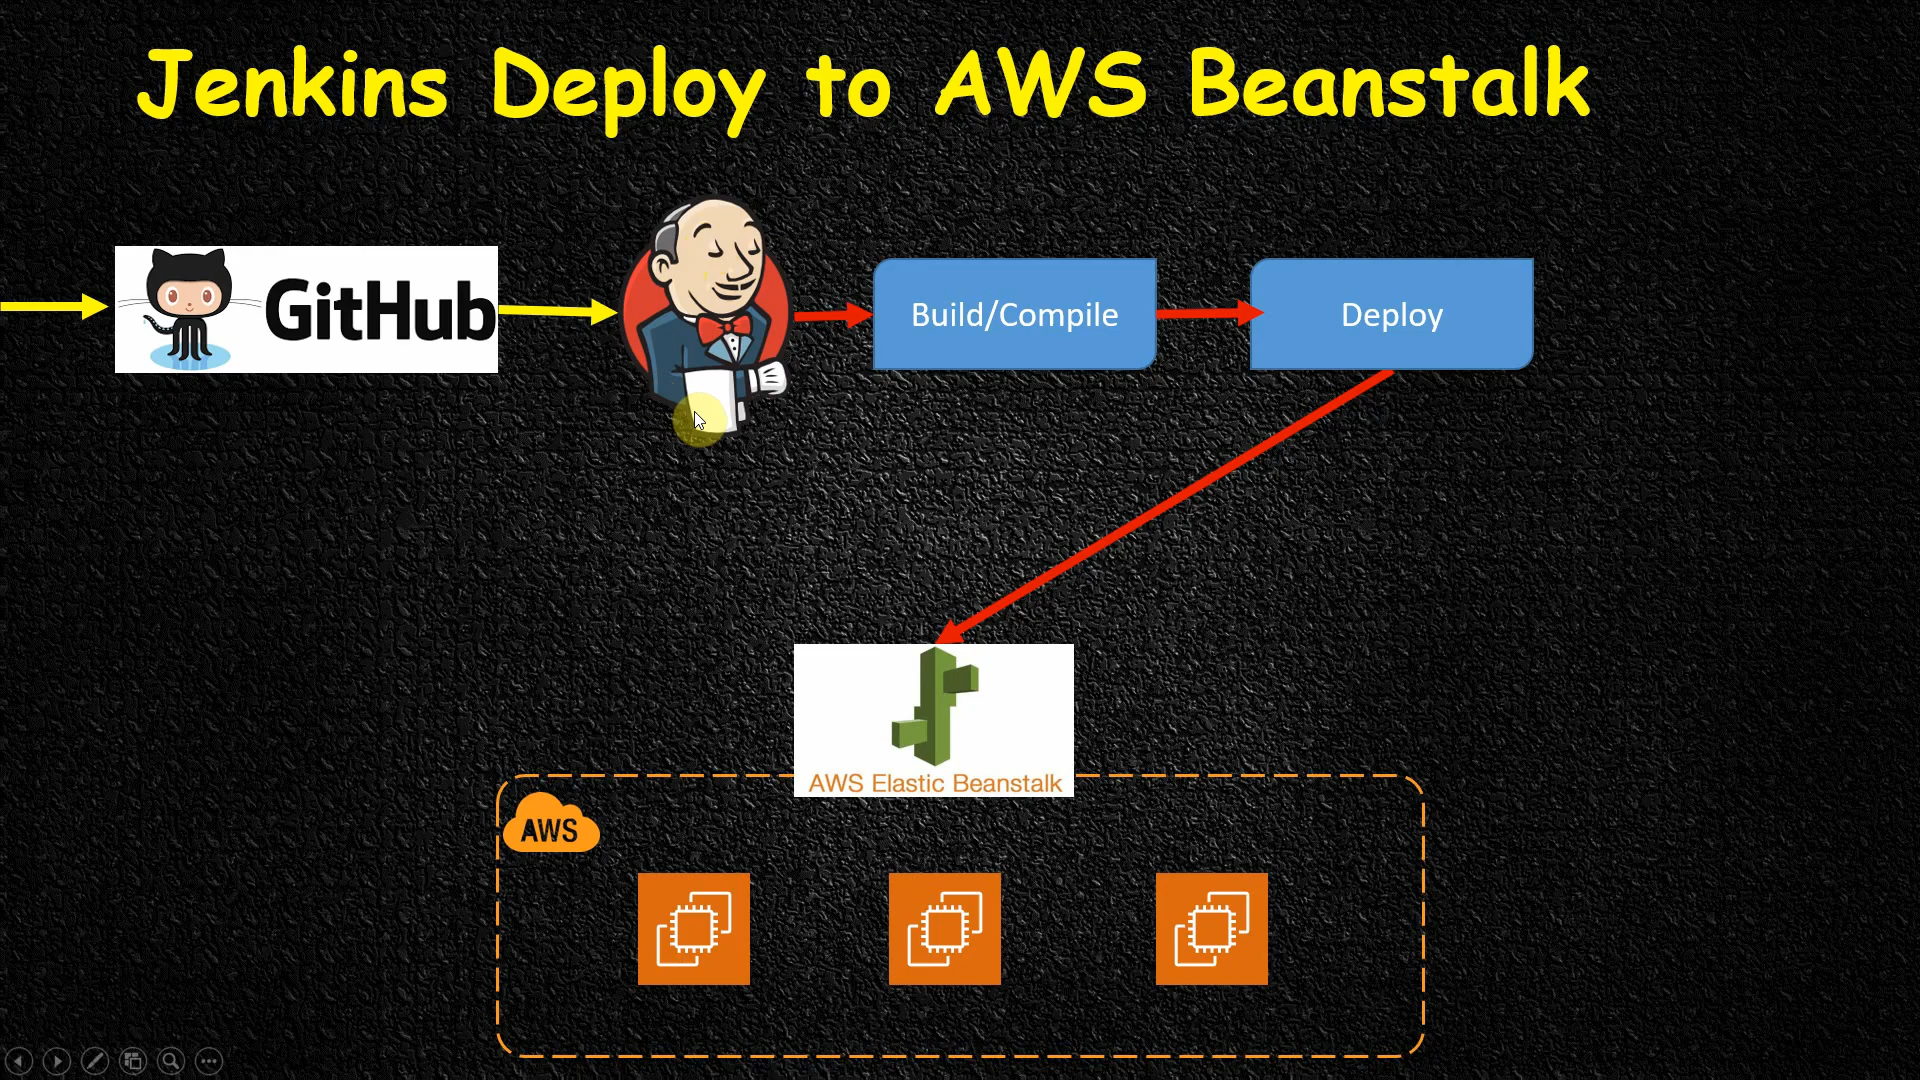 Jenkins Deploy to AWS Beanstalk
GitHub
Build/Compile
Deploy
AWS Elastic Beanstalk
AWS